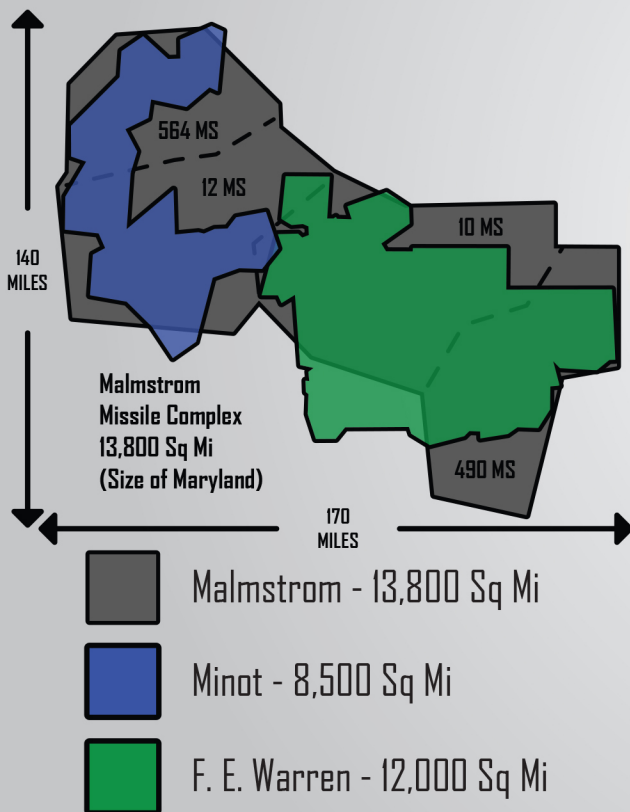 564 MS
12 MS
10 MS
140
MILES
Malmstrom
Missile Complex
13,800 Sq Mi
(Size of Maryland)
490 MS
170
MILES
Malmstrom - 13,800 Sq Mi
Minot - 8,500 Sq Mi
F. E. Warren - 12,000 Sq Mi